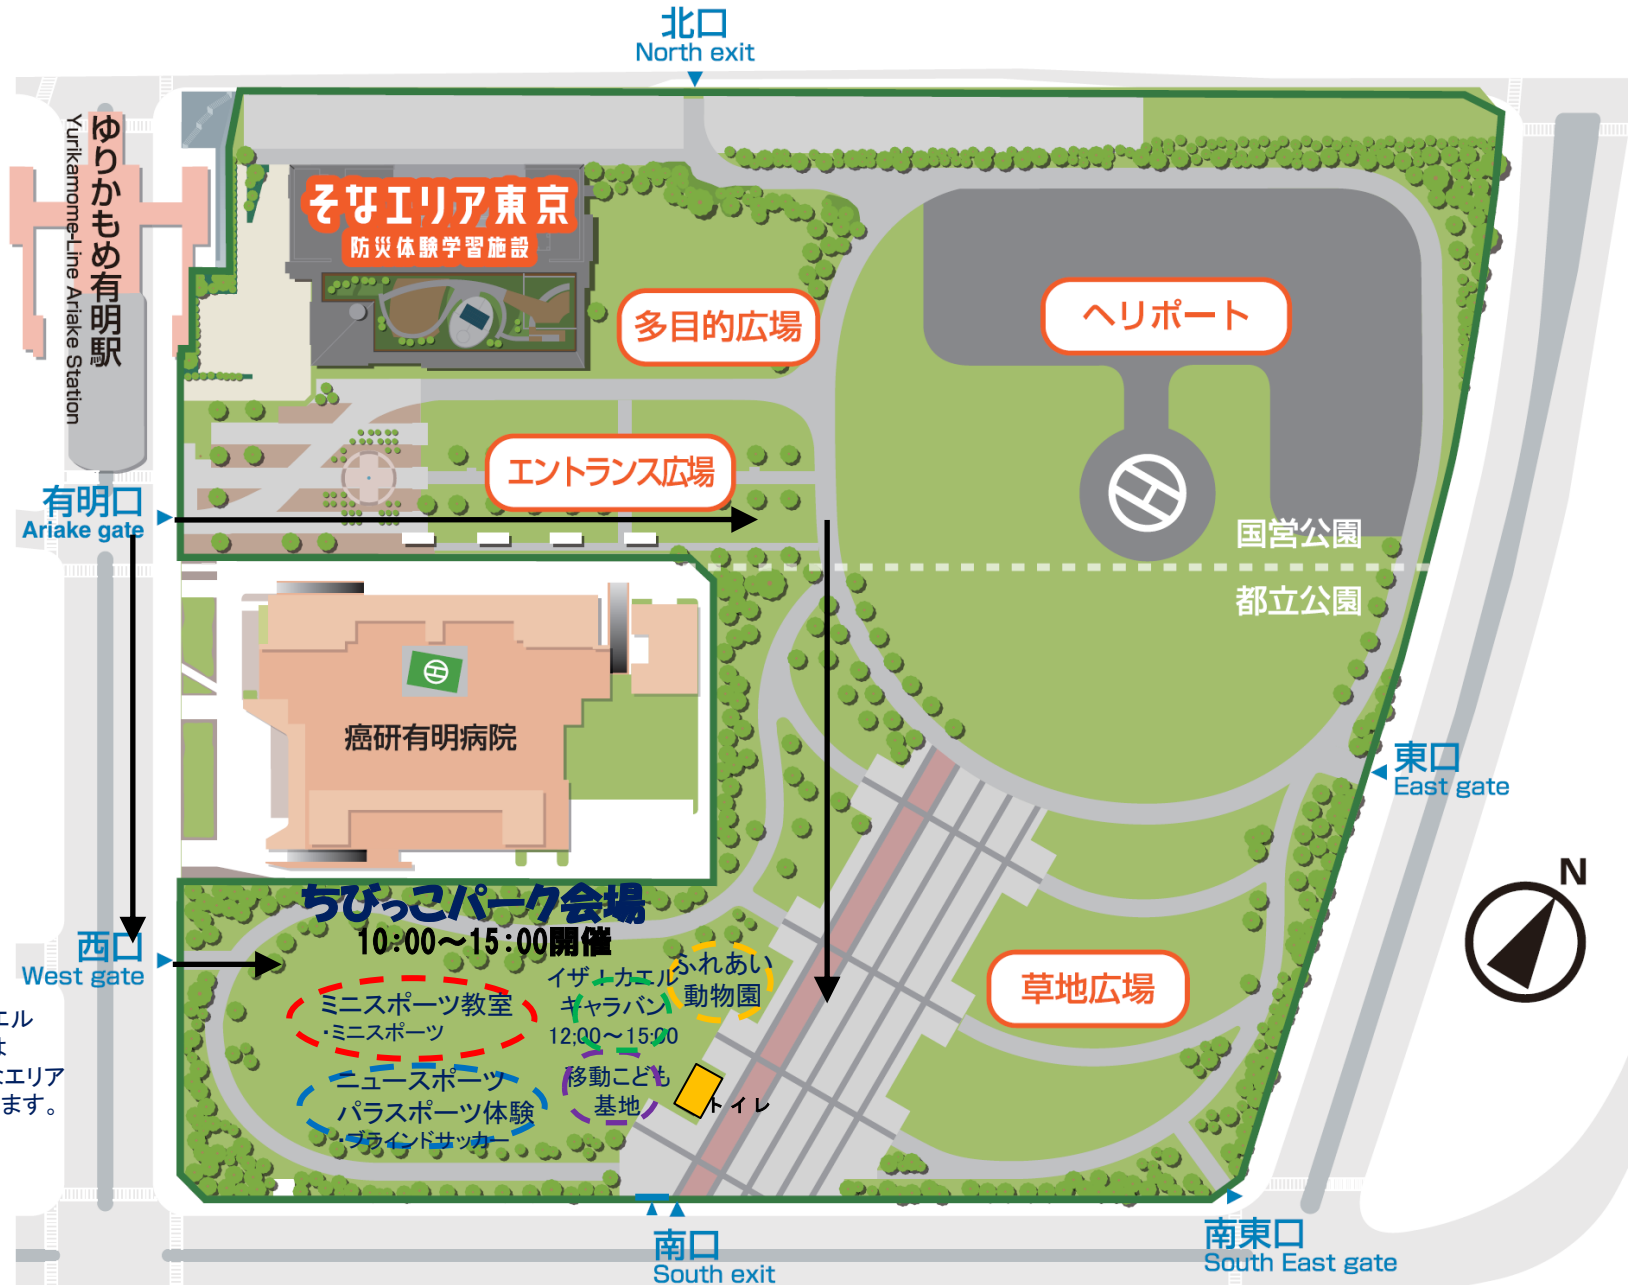 北口
North exit
ゆりかもめ有明駅
Yurikamome-Line Ariake Station
そなエリア東京
防災体験学習施設
多目的広場
ヘリポート
エントランス広場
有明口
Ariake gate
国営公園
都立公園
癌研有明病院
東口
East gate
N
ちびっこパーク会場
10:00～15:00開催
西口
West gate
イザ！カエル
キャラバン
12;00～15:00
ふれあい
動物園
ミニスポーツ教室
・ミニスポーツ
草地広場
エル
は
なエリア
ます。
ニュースポーツ
パラスポーツ体験
・ブラインドサッカー
移動こども
基地
トイレ
南口
South exit
南東口
South East gate